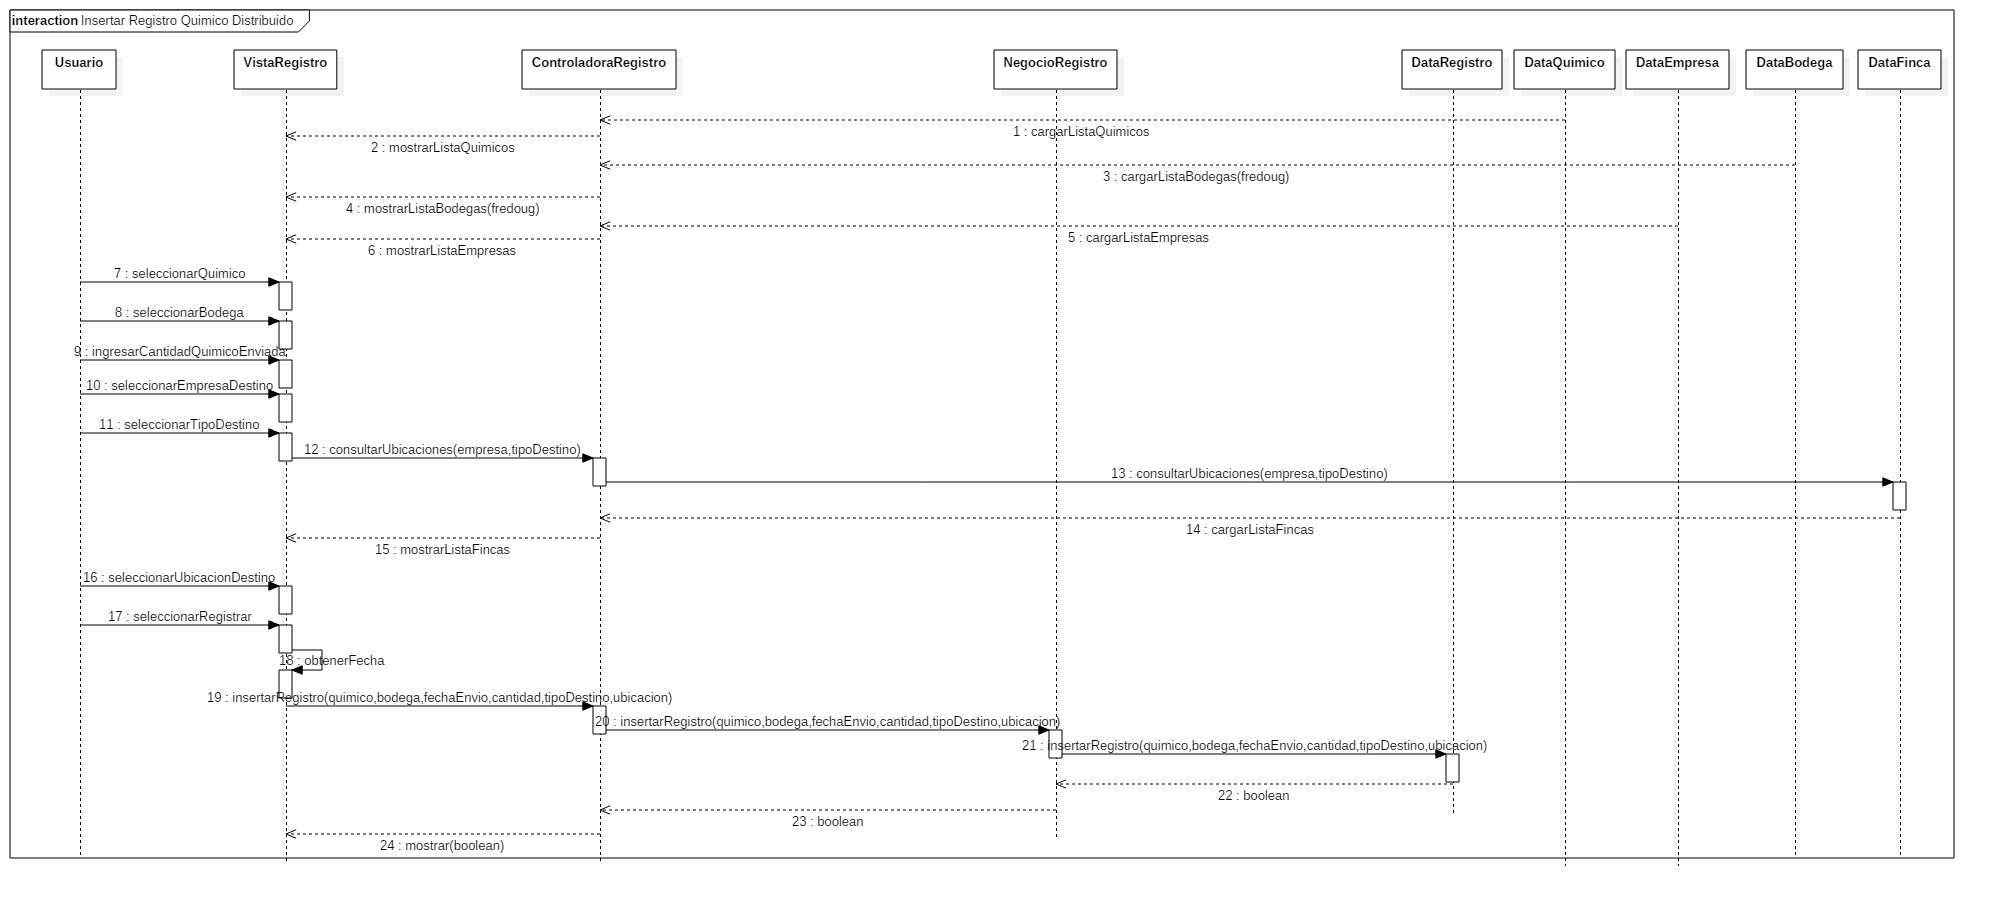 interaction Insertar Registro Quimico Distribuido
Usuario
VistaRegistro
ControladoraRegistro
NegocioRegistro
DataRegistro
DataQuimico
DataEmpresa
DataBodega
DataFinca
1 : cargarListaQuimicos
2 : mostrarListaQuimicos
3 : cargarListaBodegas(fredoug)
4 : mostrarListaBodegas(fredoug)
5 : cargarListaEmpresas
6 : mostrarListaEmpresas
7 : seleccionarQuimico
8 : seleccionarBodega
9 : ingresarCantidadQuimicoEnviada
10 : seleccionarEmpresaDestino
11 : seleccionarTipoDestino
12 : consultarUbicaciones(empresa,tipoDestino)
13 : consultarUbicaciones(empresa,tipoDestino)
14 : cargarListaFincas
15 : mostrarListaFincas
16 : seleccionarUbicacionDestino
17 : seleccionarRegistrar
18 : obtenerFecha
19 : insertarRegistro(quimico,bodega,fechaEnvio,cantidad,tipoDestino,ubicacion)
20 : insertarRegistro(quimico,bodega,fechaEnvio,cantidad,tipoDestino,ubicacion)
21 : insertarRegistro(quimico,bodega,fechaEnvio,cantidad,tipoDestino,ubicacion)
22 : boolean
23 : boolean
24 : mostrar(boolean)